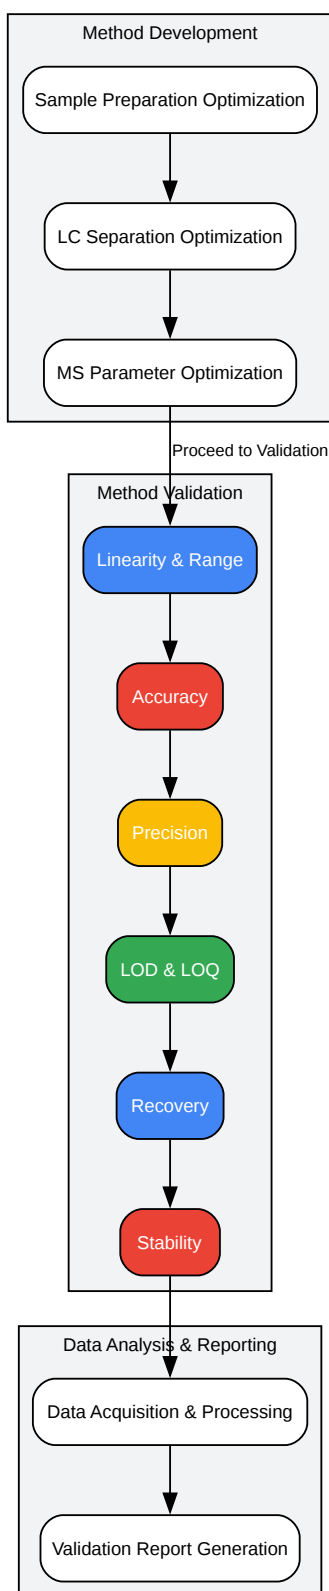 Method Development
Sample Preparation Optimization
LC Separation Optimization
MS Parameter Optimization
Proceed to Validation
Method Validation
Linearity & Range
Accuracy
Precision
LOD & LOQ
Recovery
Stability
Data Analysis & Reporting
Data Acquisition & Processing
Validation Report Generation